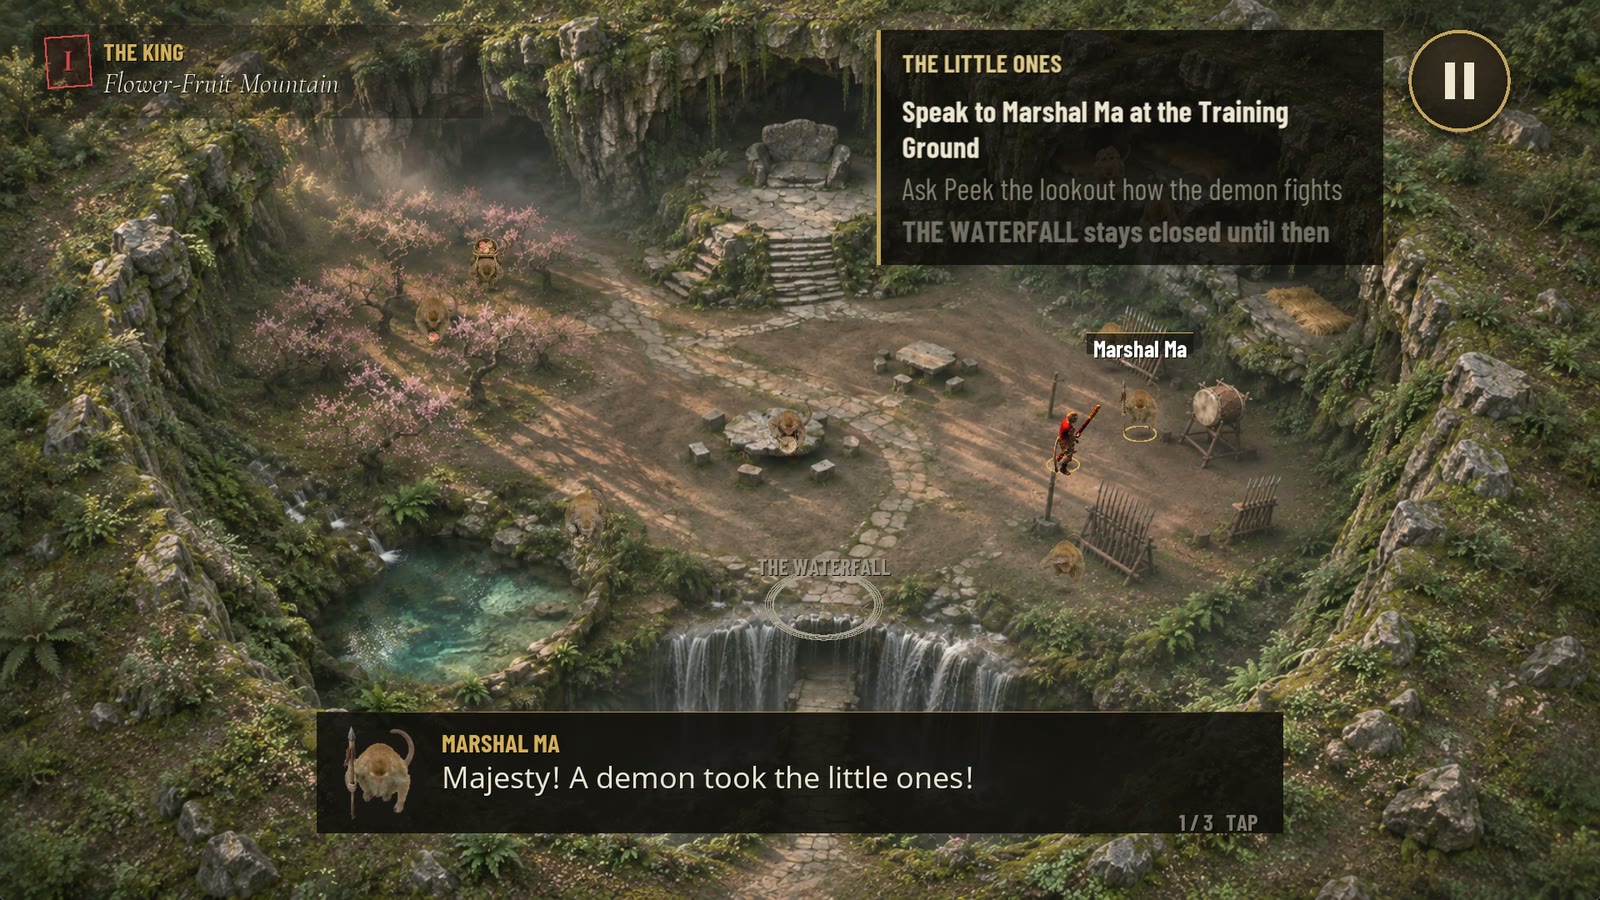 I
THE KING
Flower-Fruit Mountain
THE LITTLE ONES
Speak to Marshal Ma at the Training
Ground
Ask Peek the lookout how the demon fights
THE WATERFALL stays closed until then
Marshal Ma
THE WATERFALL
MARSHAL MA
Majesty! A demon took the little ones!
1 / 3 TAP